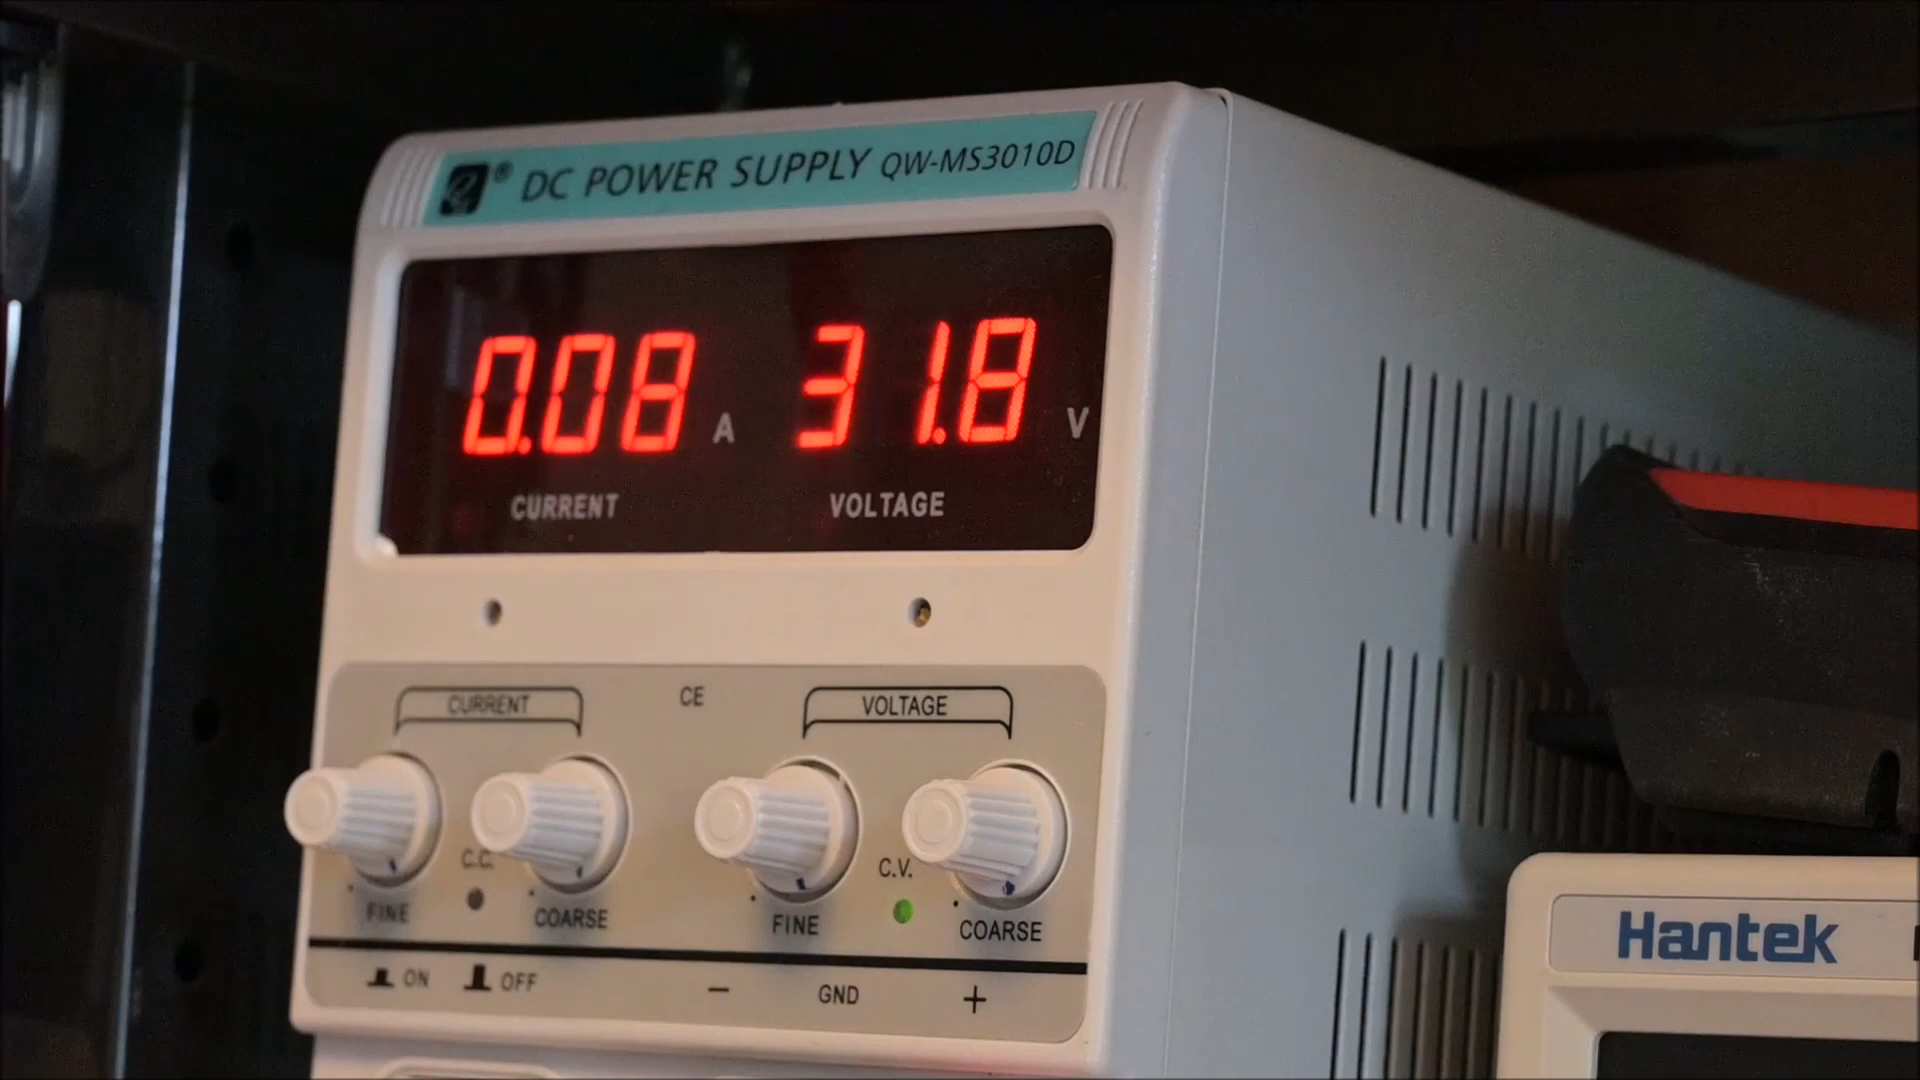 ® DC POWER SUPPLY QW-MS3010D
0.08 A 31.8 V
CURRENT VOLTAGE
CURRENT CE VOLTAGE
C.C. C.V.
FINE COARSE FINE COARSE
ON OFF − GND +
Hantek